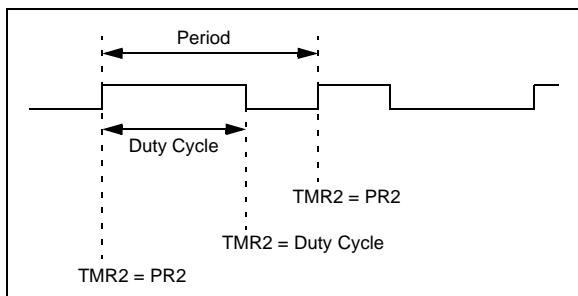 Period
Duty Cycle
TMR2 = PR2
TMR2 = Duty Cycle
TMR2 = PR2